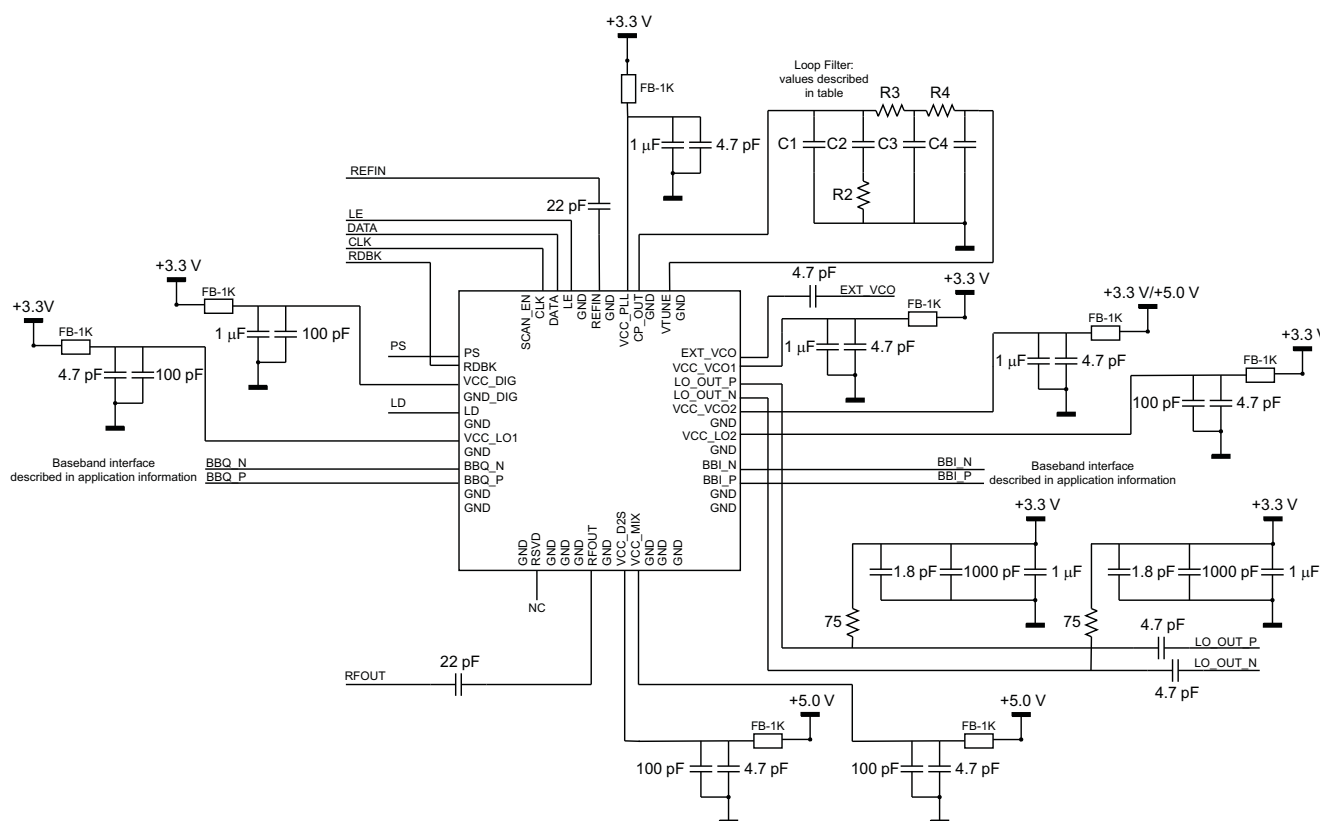 +3.3 V
FB-1K
1 μF
4.7 pF
Loop Filter:
values described
in table
R3
R4
C1
C2
C3
C4
R2
REFIN
22 pF
LE
DATA
CLK
RDBK
+3.3 V
FB-1K
1 μF
100 pF
+3.3V
FB-1K
4.7 pF
100 pF
PS
LD
SCAN_EN
CLK
DATA
LE
GND
REFIN
GND
VCC_PLL
CP_OUT
GND
VTUNE
GND
PS
RDBK
VCC_DIG
GND_DIG
LD
GND
VCC_LO1
GND
BBQ_N
BBQ_P
GND
GND
EXT_VCO
VCC_VCO1
LO_OUT_P
LO_OUT_N
VCC_VCO2
GND
VCC_LO2
GND
BBI_N
BBI_P
GND
GND
GND
RSVD
GND
GND
GND
RFOUT
GND
VCC_D2S
VCC_MIX
GND
GND
GND
4.7 pF
EXT_VCO
+3.3 V
FB-1K
1 μF
4.7 pF
+3.3 V/+5.0 V
FB-1K
1 μF
4.7 pF
+3.3 V
FB-1K
100 pF
4.7 pF
Baseband interface
described in application information
BBQ_N
BBQ_P
BBI_N
BBI_P
Baseband interface
described in application information
+3.3 V
1.8 pF
1000 pF
1 μF
75
+3.3 V
1.8 pF
1000 pF
1 μF
75
4.7 pF
LO_OUT_P
LO_OUT_N
4.7 pF
NC
RFOUT
22 pF
+5.0 V
FB-1K
100 pF
4.7 pF
+5.0 V
FB-1K
100 pF
4.7 pF